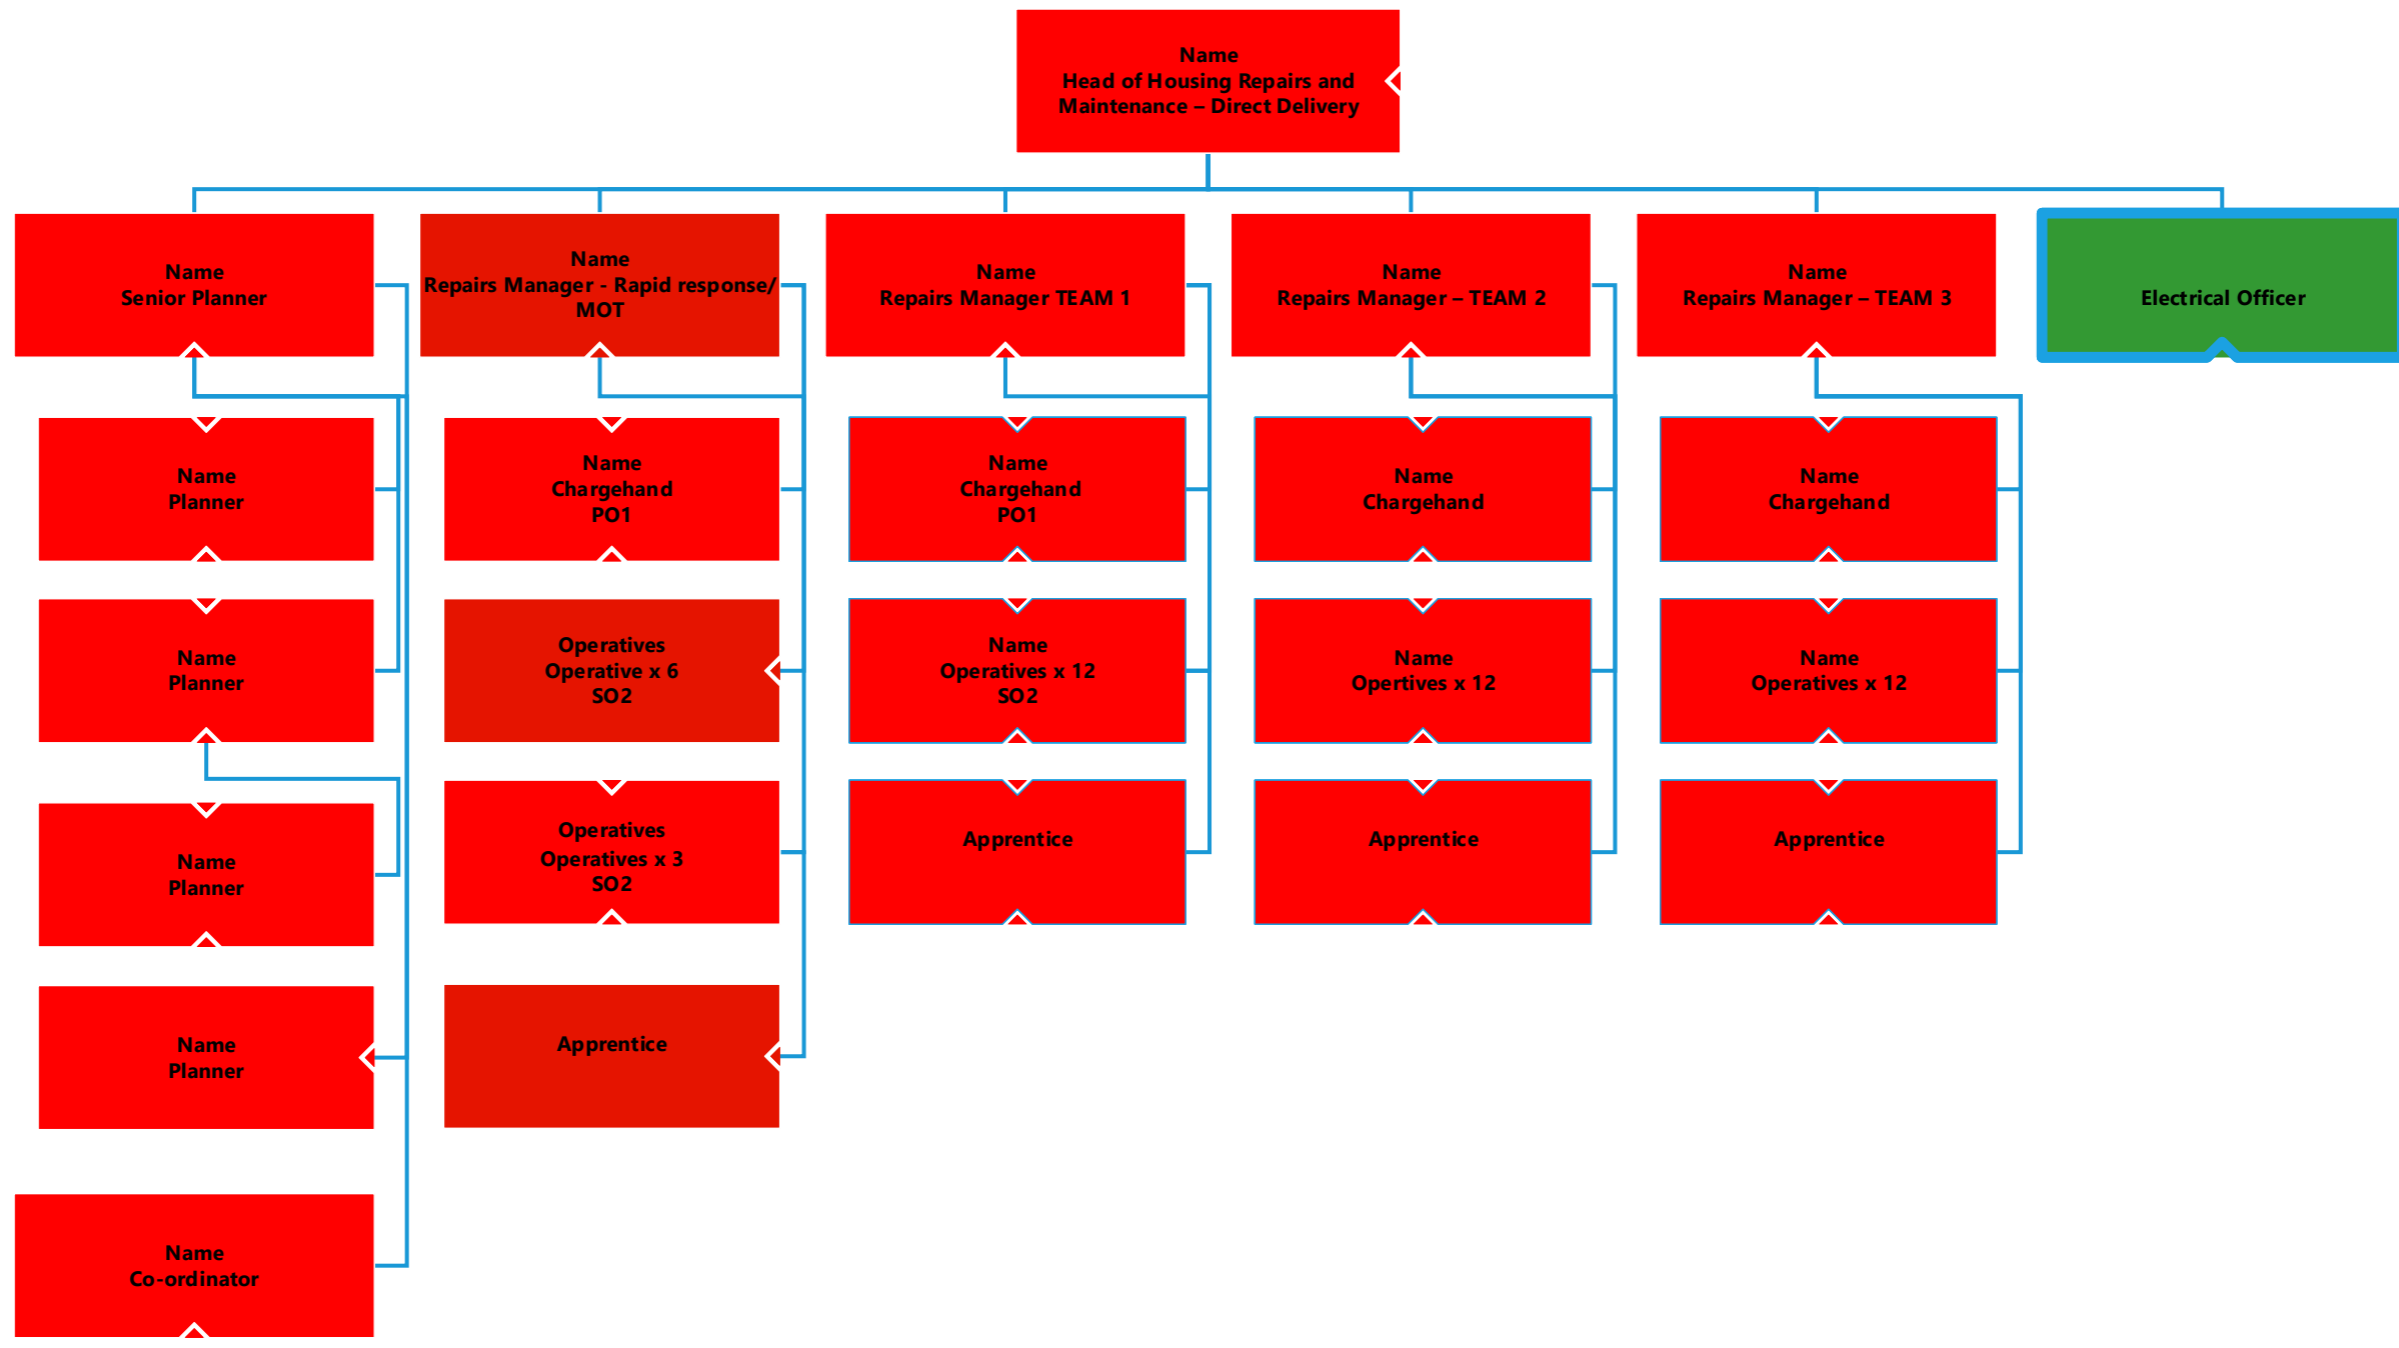 Name
Head of Housing Repairs and
Maintenance – Direct Delivery
Name
Senior Planner
Name
Repairs Manager - Rapid response/
MOT
Name
Repairs Manager TEAM 1
Name
Repairs Manager – TEAM 2
Name
Repairs Manager – TEAM 3
Electrical Officer
Name
Planner
Name
Chargehand
PO1
Name
Chargehand
PO1
Name
Chargehand
Name
Chargehand
Name
Planner
Operatives
Operative x 6
SO2
Name
Operatives x 12
SO2
Name
Opertives x 12
Name
Operatives x 12
Name
Planner
Operatives
Operatives x 3
SO2
Apprentice
Apprentice
Apprentice
Name
Planner
Apprentice
Name
Co-ordinator